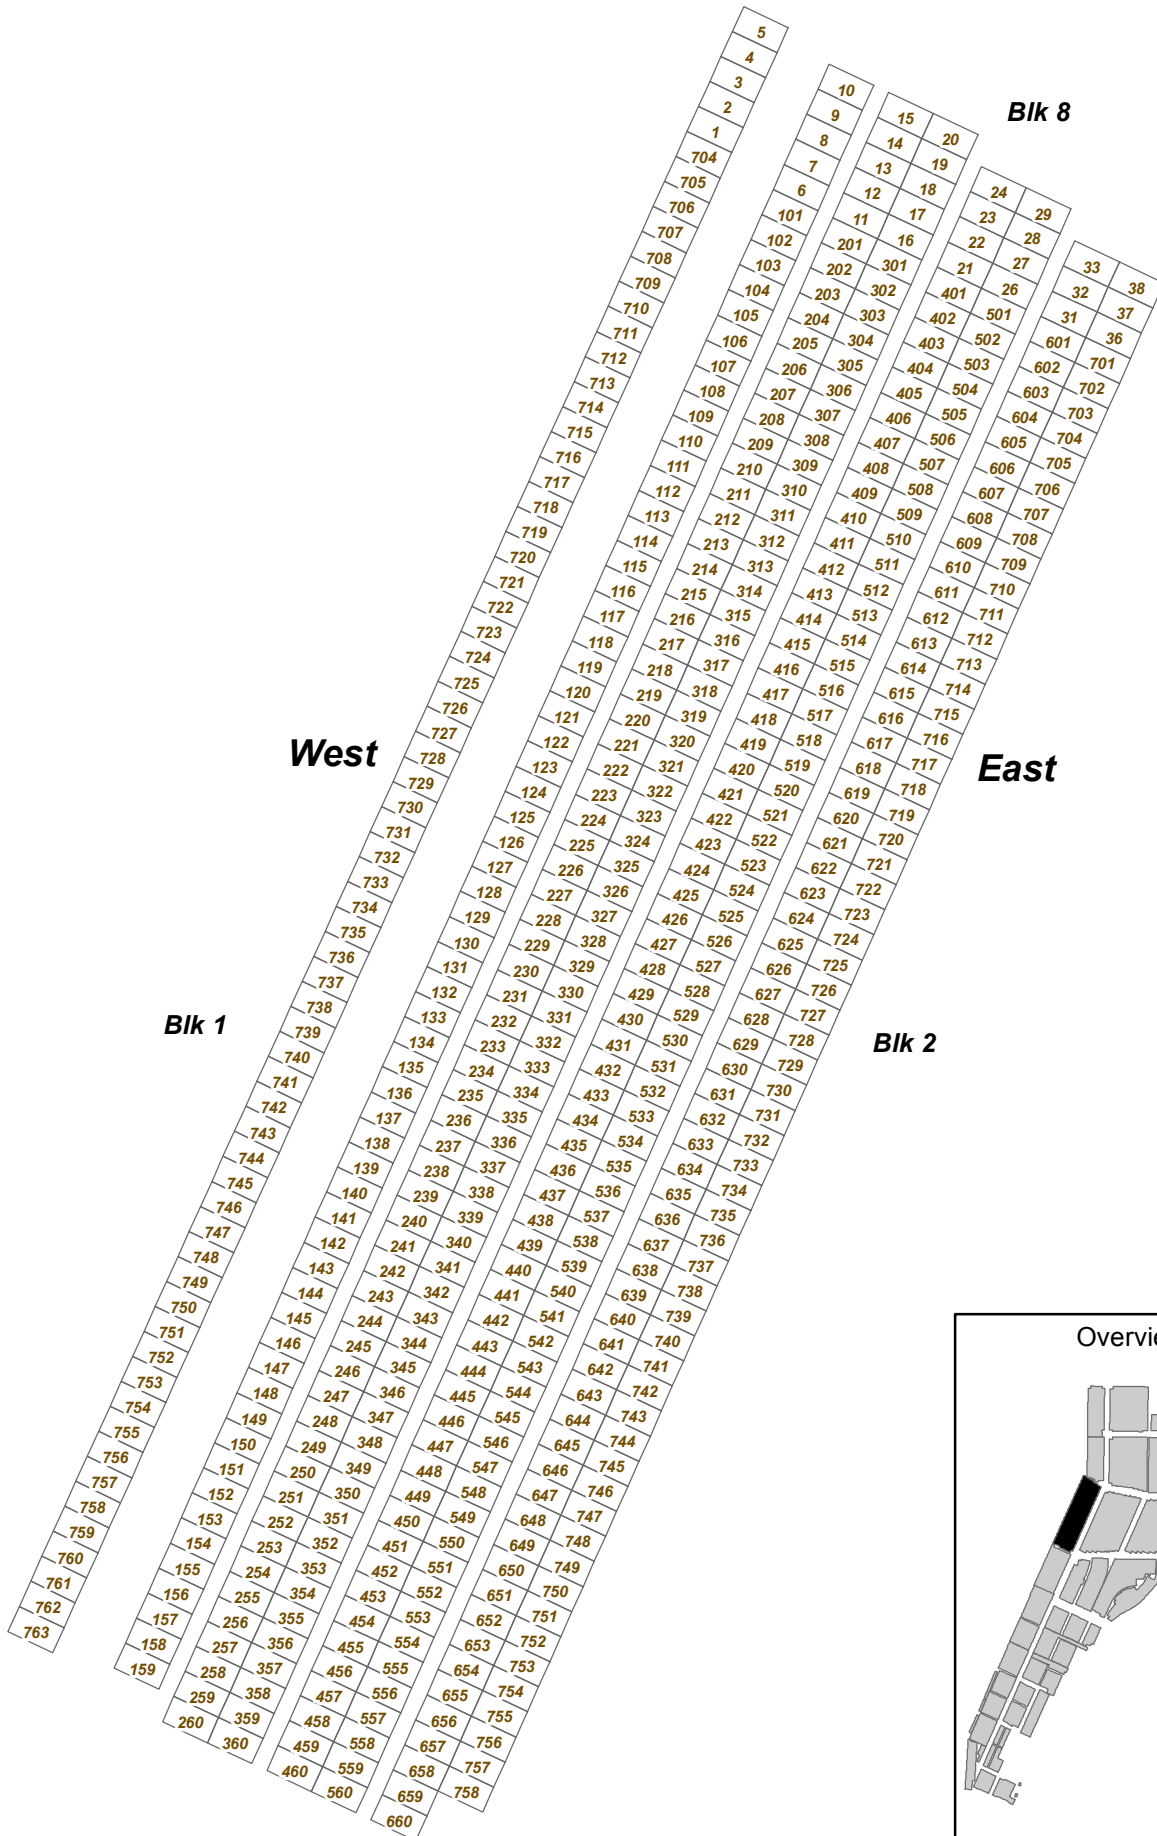 5 4 3 2 1 704 705 706 707 708 709 710 711 712 713 714 715 716 717 718 719 720 721 722 723 724 725 726 727 728 729 730 731 732 733 734 735 736 737 738 739 740 741 742 743 744 745 746 747 748 749 750 751 752 753 754 755 756 757 758 759 760 761 762 763
10 9 8 7 6 101 102 103 104 105 106 107 108 109 110 111 112 113 114 115 116 117 118 119 120 121 122 123 124 125 126 127 128 129 130 131 132 133 134 135 136 137 138 139 140 141 142 143 144 145 146 147 148 149 150 151 152 153 154 155 156 157 158 159
15 14 13 12 11 201 202 203 204 205 206 207 208 209 210 211 212 213 214 215 216 217 218 219 220 221 222 223 224 225 226 227 228 229 230 231 232 233 234 235 236 237 238 239 240 241 242 243 244 245 246 247 248 249 250 251 252 253 254 255 256 257 258 259 260
20 19 18 17 16 301 302 303 304 305 306 307 308 309 310 311 312 313 314 315 316 317 318 319 320 321 322 323 324 325 326 327 328 329 330 331 332 333 334 335 336 337 338 339 340 341 342 343 344 345 346 347 348 349 350 351 352 353 354 355 356 357 358 359 360
24 23 22 21 401 402 403 404 405 406 407 408 409 410 411 412 413 414 415 416 417 418 419 420 421 422 423 424 425 426 427 428 429 430 431 432 433 434 435 436 437 438 439 440 441 442 443 444 445 446 447 448 449 450 451 452 453 454 455 456 457 458 459 460
29 28 27 26 501 502 503 504 505 506 507 508 509 510 511 512 513 514 515 516 517 518 519 520 521 522 523 524 525 526 527 528 529 530 531 532 533 534 535 536 537 538 539 540 541 542 543 544 545 546 547 548 549 550 551 552 553 554 555 556 557 558 559 560
33 32 31 601 602 603 604 605 606 607 608 609 610 611 612 613 614 615 616 617 618 619 620 621 622 623 624 625 626 627 628 629 630 631 632 633 634 635 636 637 638 639 640 641 642 643 644 645 646 647 648 649 650 651 652 653 654 655 656 657 658 659 660
38 37 36 701 702 703 704 705 706 707 708 709 710 711 712 713 714 715 716 717 718 719 720 721 722 723 724 725 726 727 728 729 730 731 732 733 734 735 736 737 738 739 740 741 742 743 744 745 746 747 748 749 750 751 752 753 754 755 756 757 758
Blk 8
West
East
Blk 1
Blk 2
Overvie